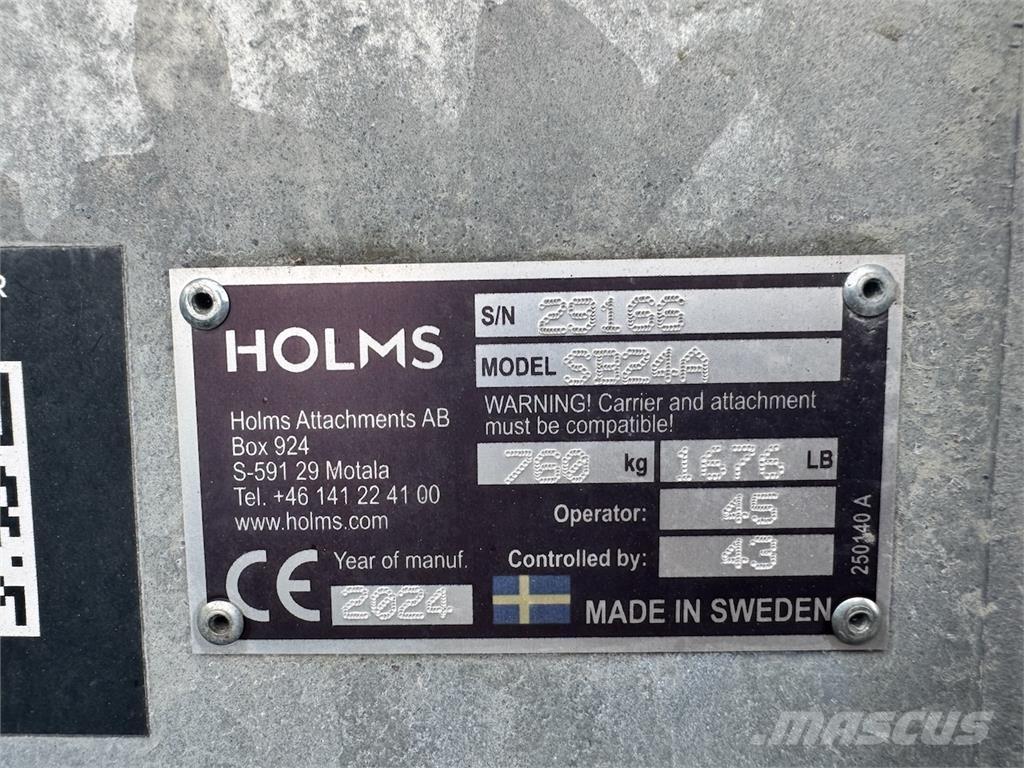 R
HOLMS
Holms Attachments AB
Box 924
S-591 29 Motala
Tel. +46 141 22 41 00
www.holms.com
CE
Year of manuf.
2024
S/N 29166
MODEL SB24A
WARNING! Carrier and attachment
must be compatible!
760 kg 1676 LB
Operator: 45
Controlled by: 43
MADE IN SWEDEN
250140 A
MASCUS